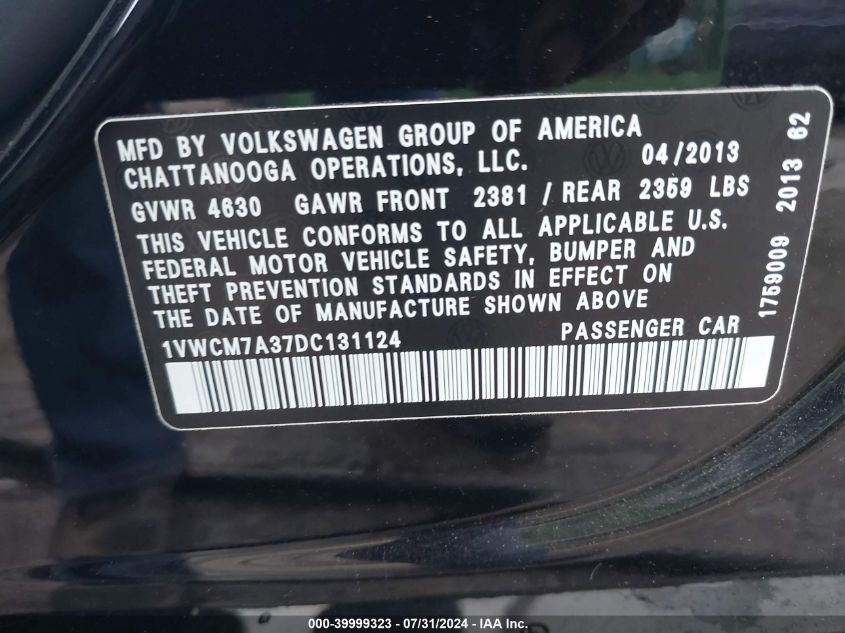 MFD BY VOLKSWAGEN GROUP OF AMERICA
CHATTANOOGA OPERATIONS, LLC. 04/2013
GVWR 4630 GAWR FRONT 2381 / REAR 2359 LBS
THIS VEHICLE CONFORMS TO ALL APPLICABLE U.S.
FEDERAL MOTOR VEHICLE SAFETY, BUMPER AND
THEFT PREVENTION STANDARDS IN EFFECT ON
THE DATE OF MANUFACTURE SHOWN ABOVE
1VWCM7A37DC131124 PASSENGER CAR
1759009 2013 62
000-39999323 - 07/31/2024 - IAA Inc.